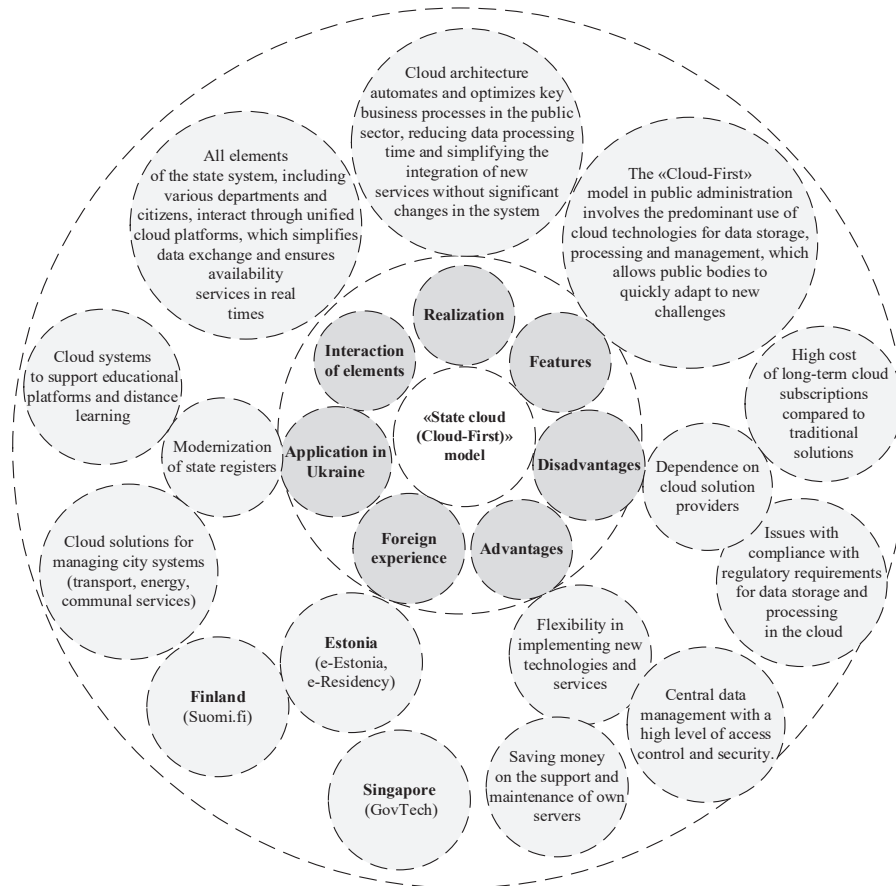 Cloud architecture
automates and optimizes key
business processes in the public
sector, reducing data processing
time and simplifying the
integration of new
services without significant
changes in the system
All elements
of the state system, including
various departments and
citizens, interact through unified
cloud platforms, which simplifies
data exchange and ensures
availability
services in real
times
The «Cloud-First»
model in public administration
involves the predominant use of
cloud technologies for data storage,
processing and management, which
allows public bodies to
quickly adapt to new
challenges
Realization
Interaction
of elements
Features
«State cloud
(Cloud-First)»
model
Application in
Ukraine
Disadvantages
Foreign
experience
Advantages
Cloud systems
to support educational
platforms and distance
learning
Modernization
of state registers
Cloud solutions for
managing city systems
(transport, energy,
communal services)
High cost
of long-term cloud
subscriptions
compared to
traditional
solutions
Dependence on
cloud solution
providers
Issues with
compliance with
regulatory requirements
for data storage and
processing
in the cloud
Estonia
(e-Estonia,
e-Residency)
Finland
(Suomi.fi)
Singapore
(GovTech)
Flexibility in
implementing new
technologies and
services
Central data
management with a
high level of access
control and security.
Saving money
on the support and
maintenance of own
servers